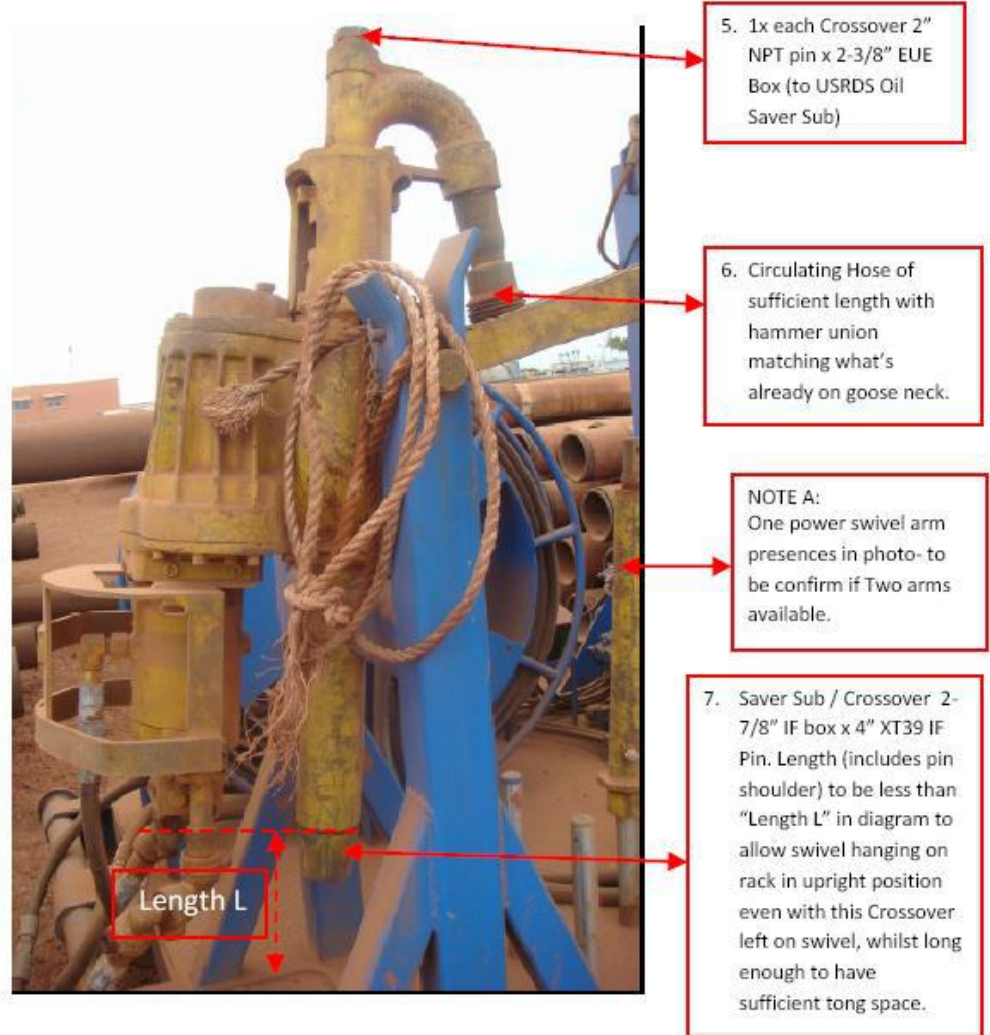 5. 1x each Crossover 2”
NPT pin x 2-3/8” EUE
Box (to USRDS Oil
Saver Sub)
6. Circulating Hose of
sufficient length with
hammer union
matching what’s
already on goose neck.
NOTE A:
One power swivel arm
presences in photo- to
be confirm if Two arms
available.
7. Saver Sub / Crossover 2-
7/8” IF box x 4” XT39 IF
Pin. Length (includes pin
shoulder) to be less than
“Length L” in diagram to
allow swivel hanging on
rack in upright position
even with this Crossover
left on swivel, whilst long
enough to have
sufficient tong space.
Length L